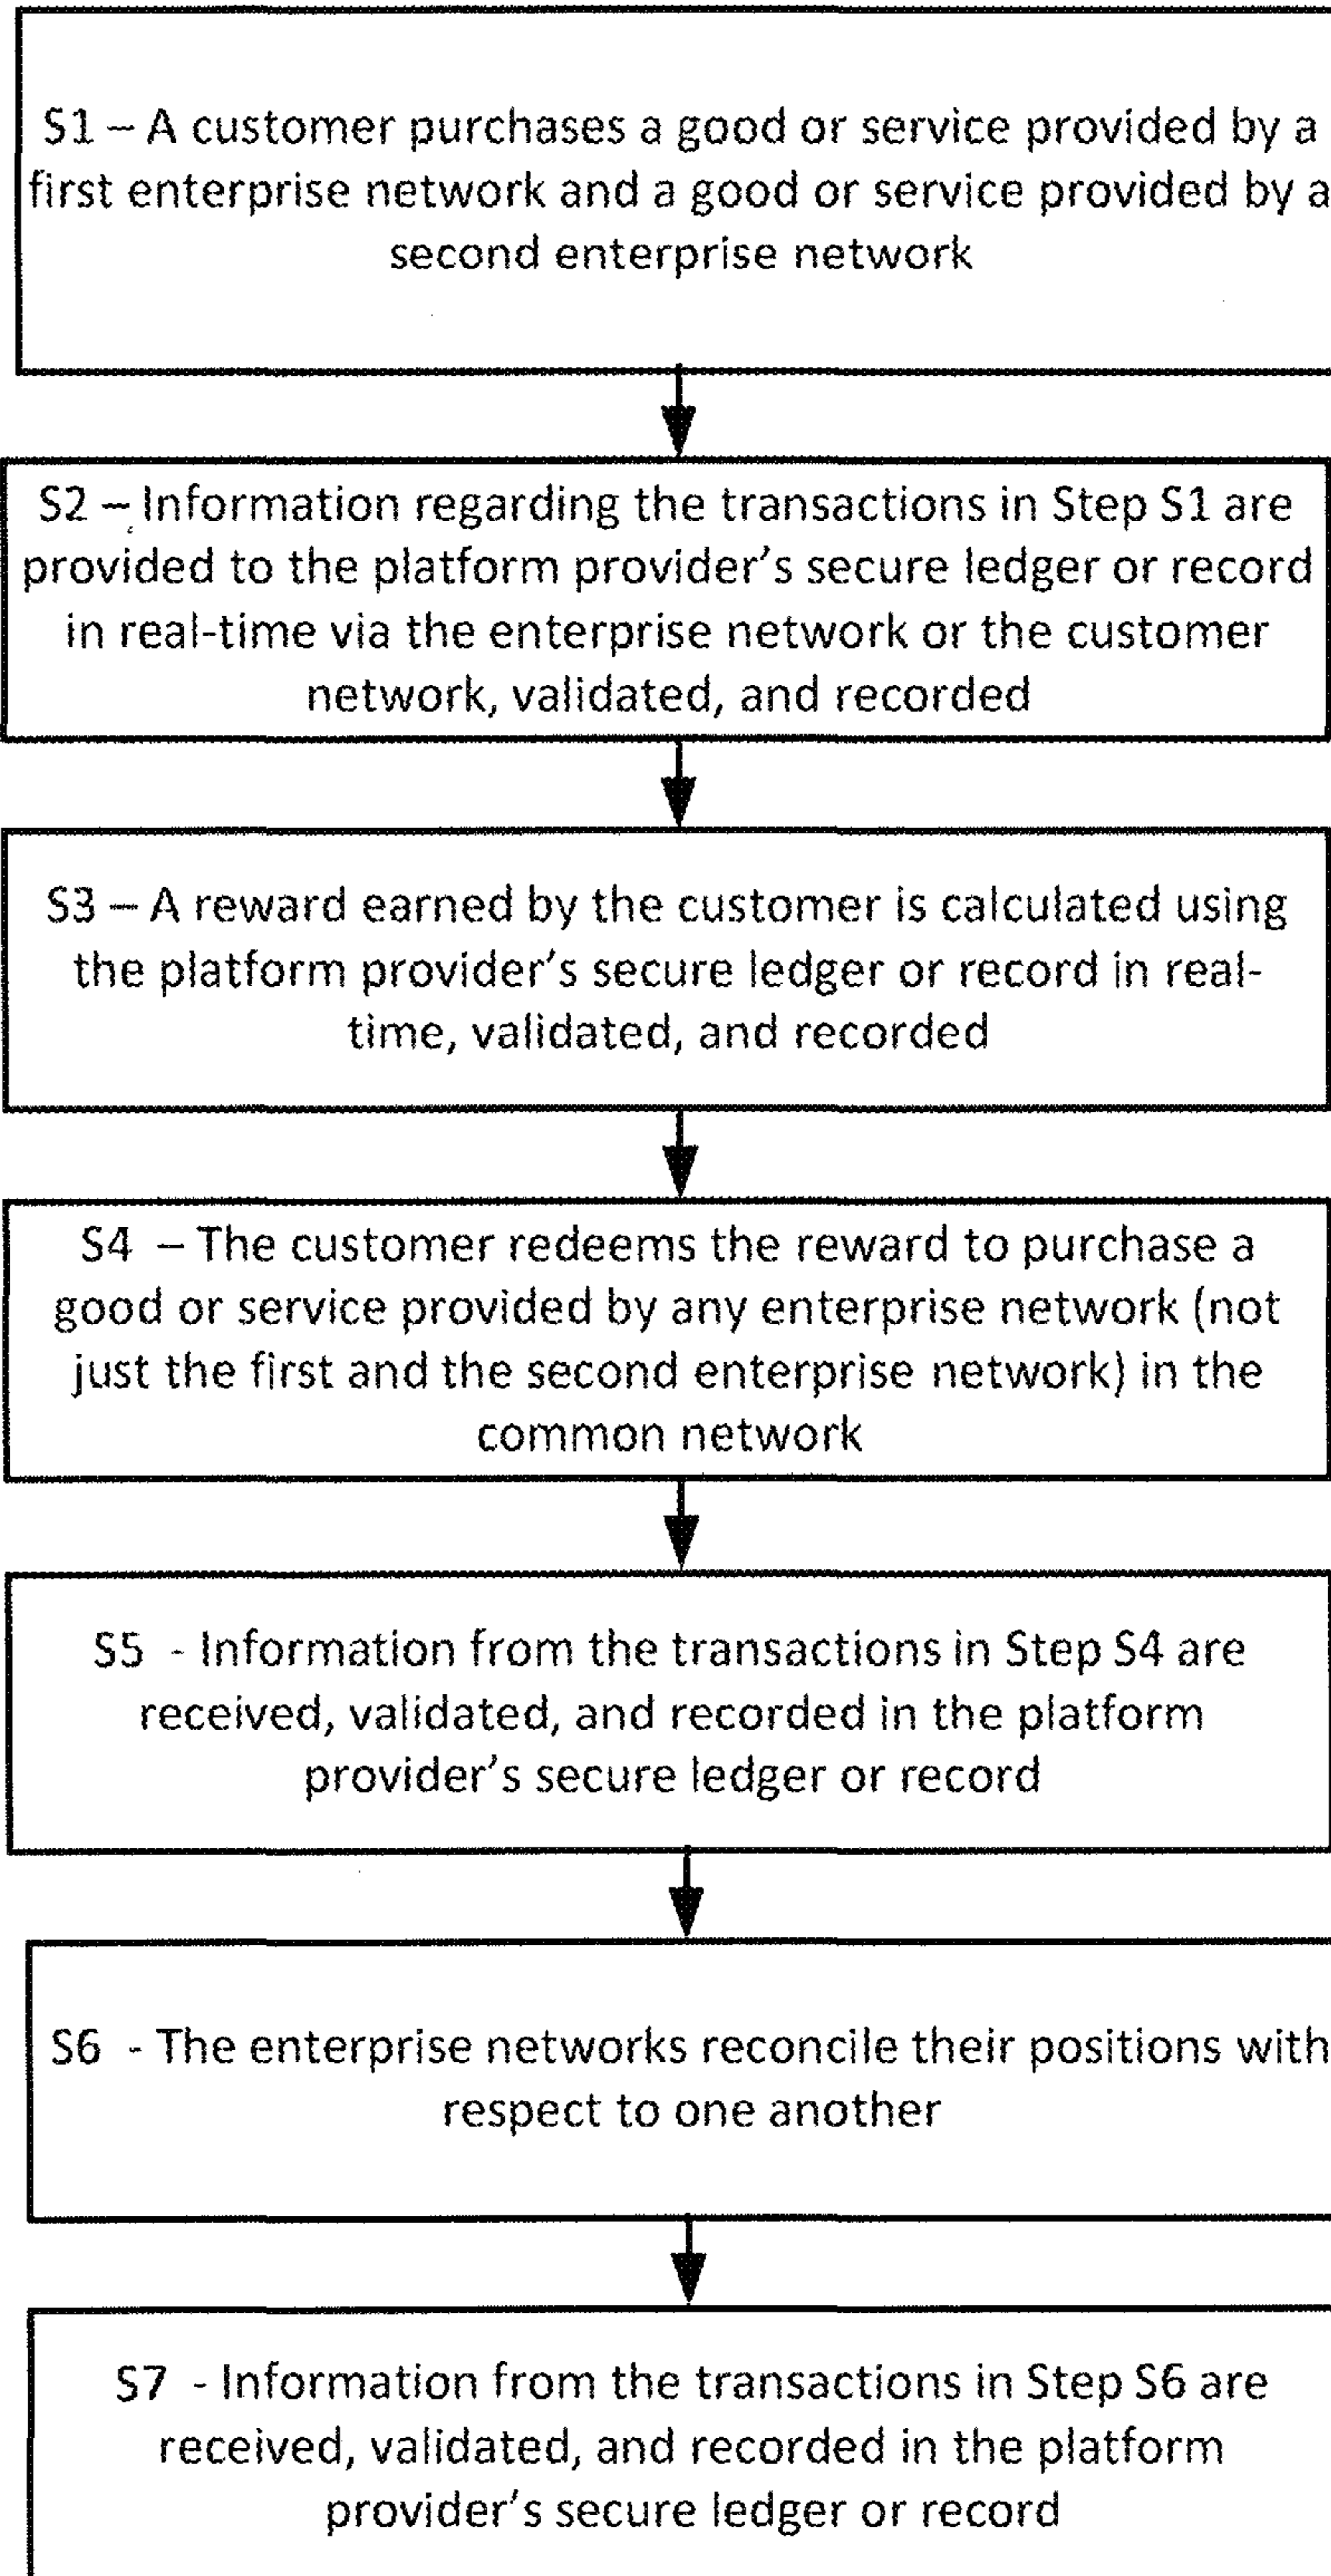 S1 – A customer purchases a good or service provided by a
first enterprise network and a good or service provided by a
second enterprise network
S2 – Information regarding the transactions in Step S1 are
provided to the platform provider's secure ledger or record
in real-time via the enterprise network or the customer
network, validated, and recorded
S3 – A reward earned by the customer is calculated using
the platform provider's secure ledger or record in real-
time, validated, and recorded
S4 – The customer redeems the reward to purchase a
good or service provided by any enterprise network (not
just the first and the second enterprise network) in the
common network
S5 - Information from the transactions in Step S4 are
received, validated, and recorded in the platform
provider's secure ledger or record
S6 - The enterprise networks reconcile their positions with
respect to one another
S7 - Information from the transactions in Step S6 are
received, validated, and recorded in the platform
provider's secure ledger or record